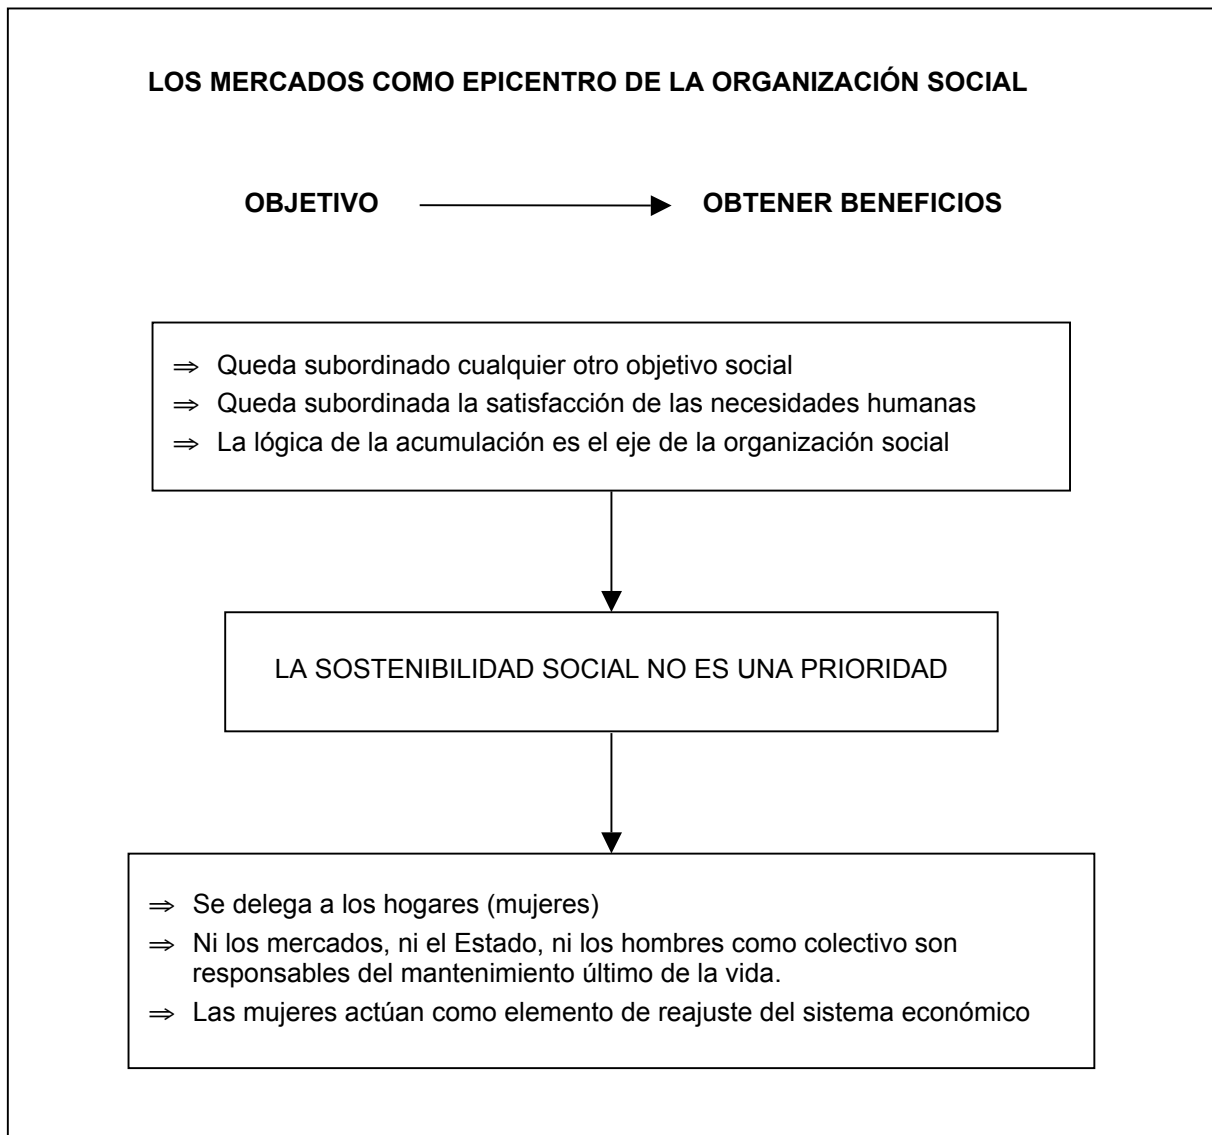 LOS MERCADOS COMO EPICENTRO DE LA ORGANIZACIÓN SOCIAL
OBJETIVO OBTENER BENEFICIOS
⇒ Queda subordinado cualquier otro objetivo social
⇒ Queda subordinada la satisfacción de las necesidades humanas
⇒ La lógica de la acumulación es el eje de la organización social
LA SOSTENIBILIDAD SOCIAL NO ES UNA PRIORIDAD
⇒ Se delega a los hogares (mujeres)
⇒ Ni los mercados, ni el Estado, ni los hombres como colectivo son
responsables del mantenimiento último de la vida.
⇒ Las mujeres actúan como elemento de reajuste del sistema económico